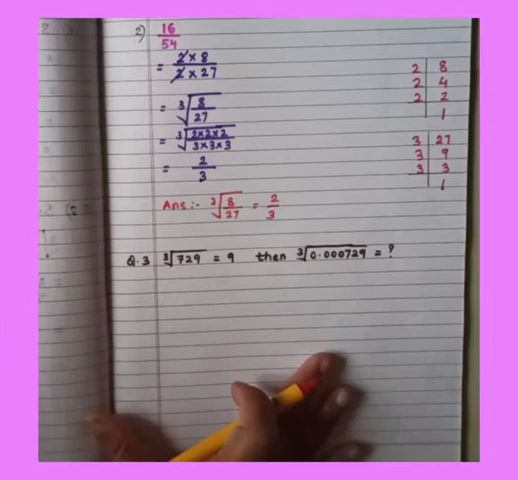 2) 16/54
= 2 × 8 / 2 × 27
= ∛8/27
= ∛2×2×2 / 3×3×3
= 2/3
Ans:- ∛8/27 = 2/3
2 | 8
2 | 4
2 | 2
| 1
3 | 27
3 | 9
3 | 3
| 1
Q.3 ∛729 = 9 then ∛0.000729 = ?